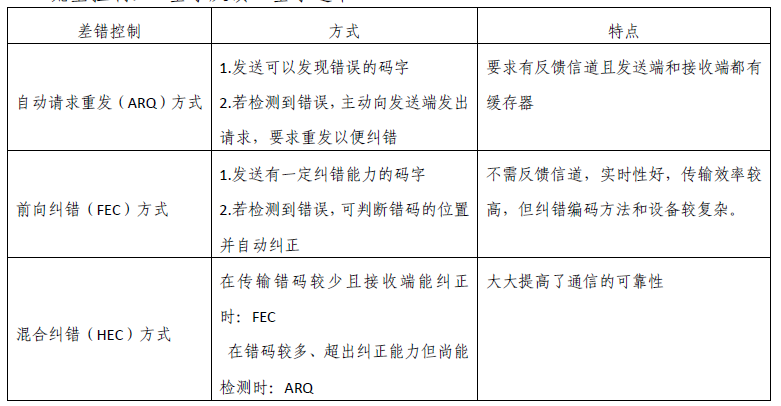 差错控制 方式 特点
自动请求重发（ARQ）方式
1.发送可以发现错误的码字
2.若检测到错误，主动向发送端发出
请求，要求重发以便纠错
要求有反馈信道且发送端和接收端都有
缓存器
前向纠错（FEC）方式
1.发送有一定纠错能力的码字
2.若检测到错误，可判断错码的位置
并自动纠正
不需反馈信道，实时性好，传输效率较
高，但纠错编码方法和设备较复杂。
混合纠错（HEC）方式
在传输错码较少且接收端能纠正
时：FEC
在错码较多、超出纠正能力但尚能
检测时：ARQ
大大提高了通信的可靠性